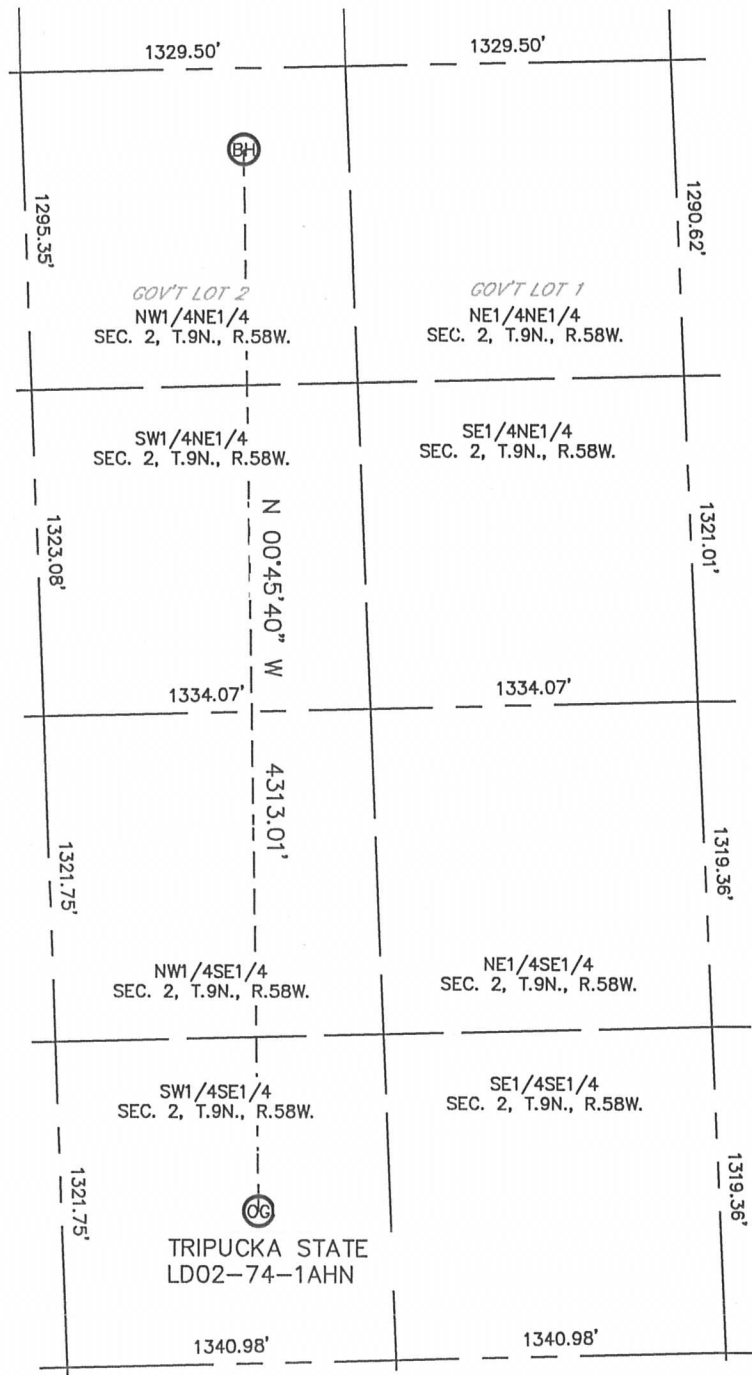 1329.50'
1329.50'
BH
1295.35'
1290.62'
GOV'T LOT 2
NW1/4NE1/4
SEC. 2, T.9N., R.58W.
GOV'T LOT 1
NE1/4NE1/4
SEC. 2, T.9N., R.58W.
SW1/4NE1/4
SEC. 2, T.9N., R.58W.
SE1/4NE1/4
SEC. 2, T.9N., R.58W.
1323.08'
N 00°45'40" W
1321.01'
1334.07'
1334.07'
4313.01'
1321.75'
1319.36'
NW1/4SE1/4
SEC. 2, T.9N., R.58W.
NE1/4SE1/4
SEC. 2, T.9N., R.58W.
SW1/4SE1/4
SEC. 2, T.9N., R.58W.
SE1/4SE1/4
SEC. 2, T.9N., R.58W.
1321.75'
1319.36'
OG
TRIPUCKA STATE
LD02-74-1AHN
1340.98'
1340.98'